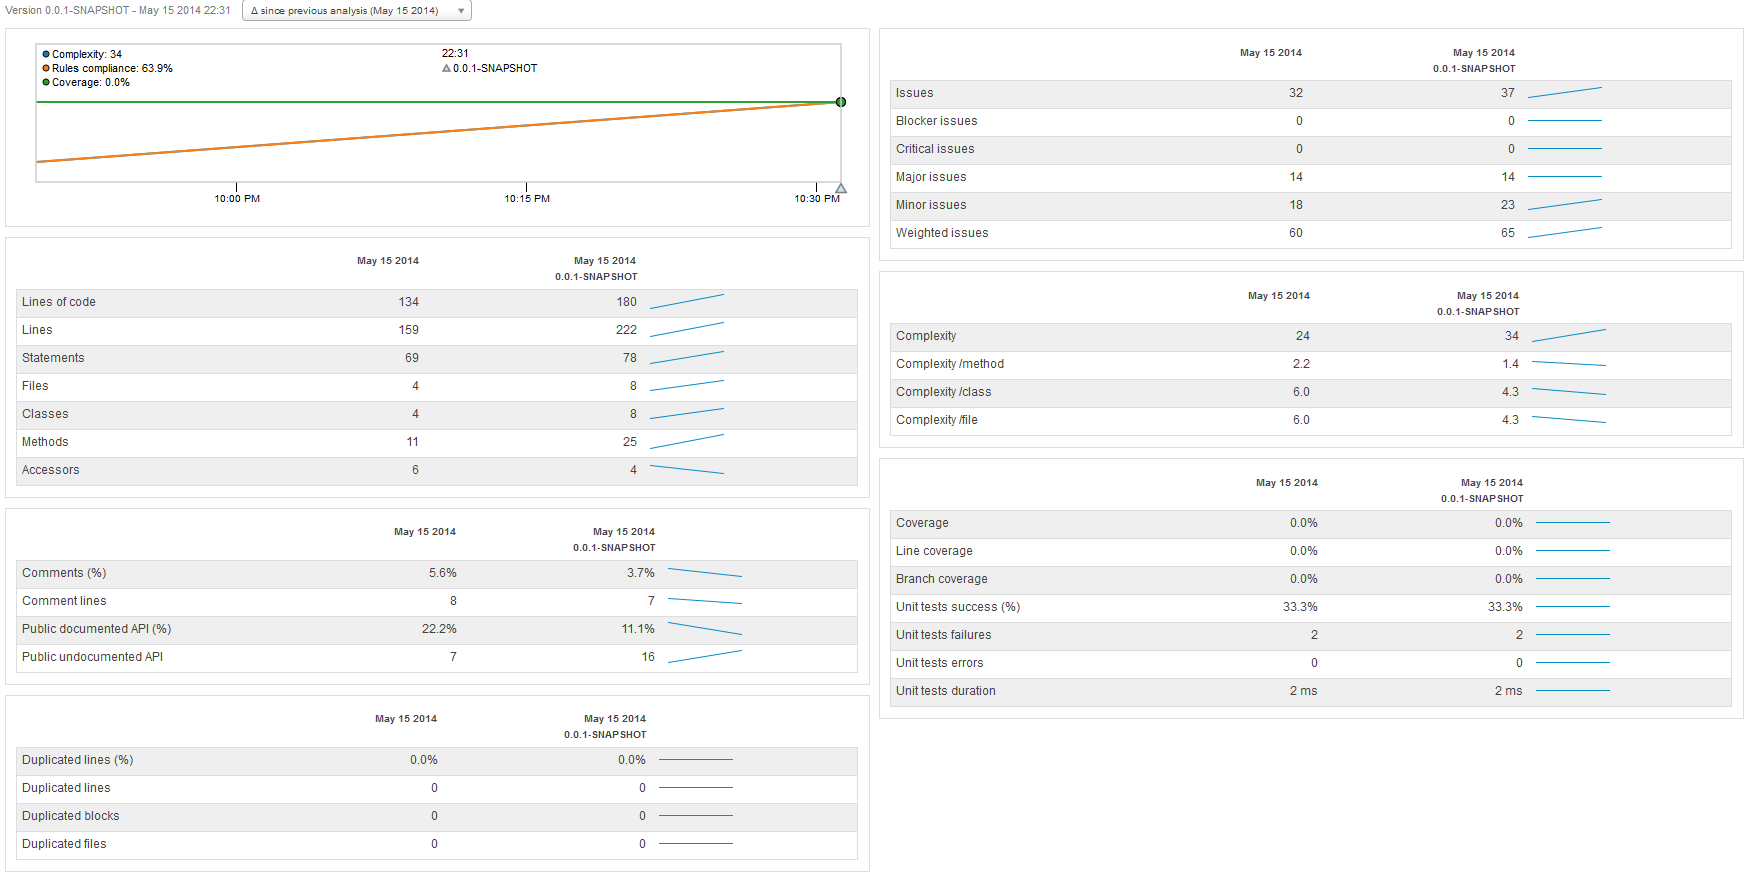 Version 0.0.1-SNAPSHOT - May 15 2014 22:31 Δ since previous analysis (May 15 2014)
Complexity: 34
Rules compliance: 63.9%
Coverage: 0.0%
22:31
0.0.1-SNAPSHOT
10:00 PM 10:15 PM 10:30 PM
May 15 2014 May 15 2014
0.0.1-SNAPSHOT
Lines of code 134 180
Lines 159 222
Statements 69 78
Files 4 8
Classes 4 8
Methods 11 25
Accessors 6 4
May 15 2014 May 15 2014
0.0.1-SNAPSHOT
Comments (%) 5.6% 3.7%
Comment lines 8 7
Public documented API (%) 22.2% 11.1%
Public undocumented API 7 16
May 15 2014 May 15 2014
0.0.1-SNAPSHOT
Duplicated lines (%) 0.0% 0.0%
Duplicated lines 0 0
Duplicated blocks 0 0
Duplicated files 0 0
May 15 2014 May 15 2014
0.0.1-SNAPSHOT
Issues 32 37
Blocker issues 0 0
Critical issues 0 0
Major issues 14 14
Minor issues 18 23
Weighted issues 60 65
May 15 2014 May 15 2014
0.0.1-SNAPSHOT
Complexity 24 34
Complexity /method 2.2 1.4
Complexity /class 6.0 4.3
Complexity /file 6.0 4.3
May 15 2014 May 15 2014
0.0.1-SNAPSHOT
Coverage 0.0% 0.0%
Line coverage 0.0% 0.0%
Branch coverage 0.0% 0.0%
Unit tests success (%) 33.3% 33.3%
Unit tests failures 2 2
Unit tests errors 0 0
Unit tests duration 2 ms 2 ms